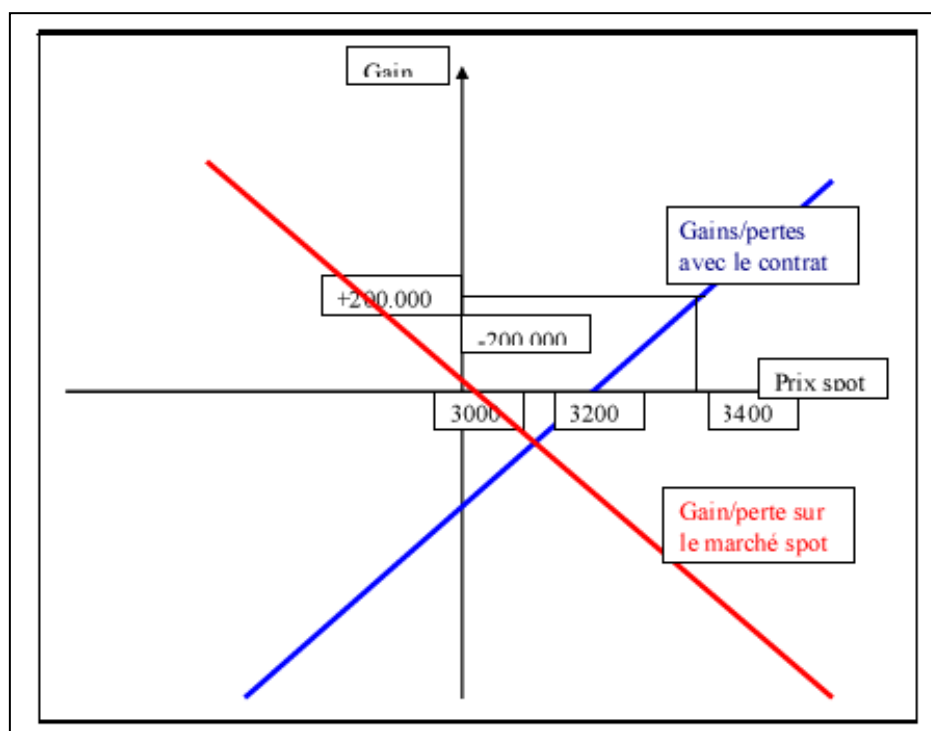 Gain
Gains/pertes
avec le contrat
+200.000
-200.000
Prix spot
3000
3200
3400
Gain/perte sur
le marché spot